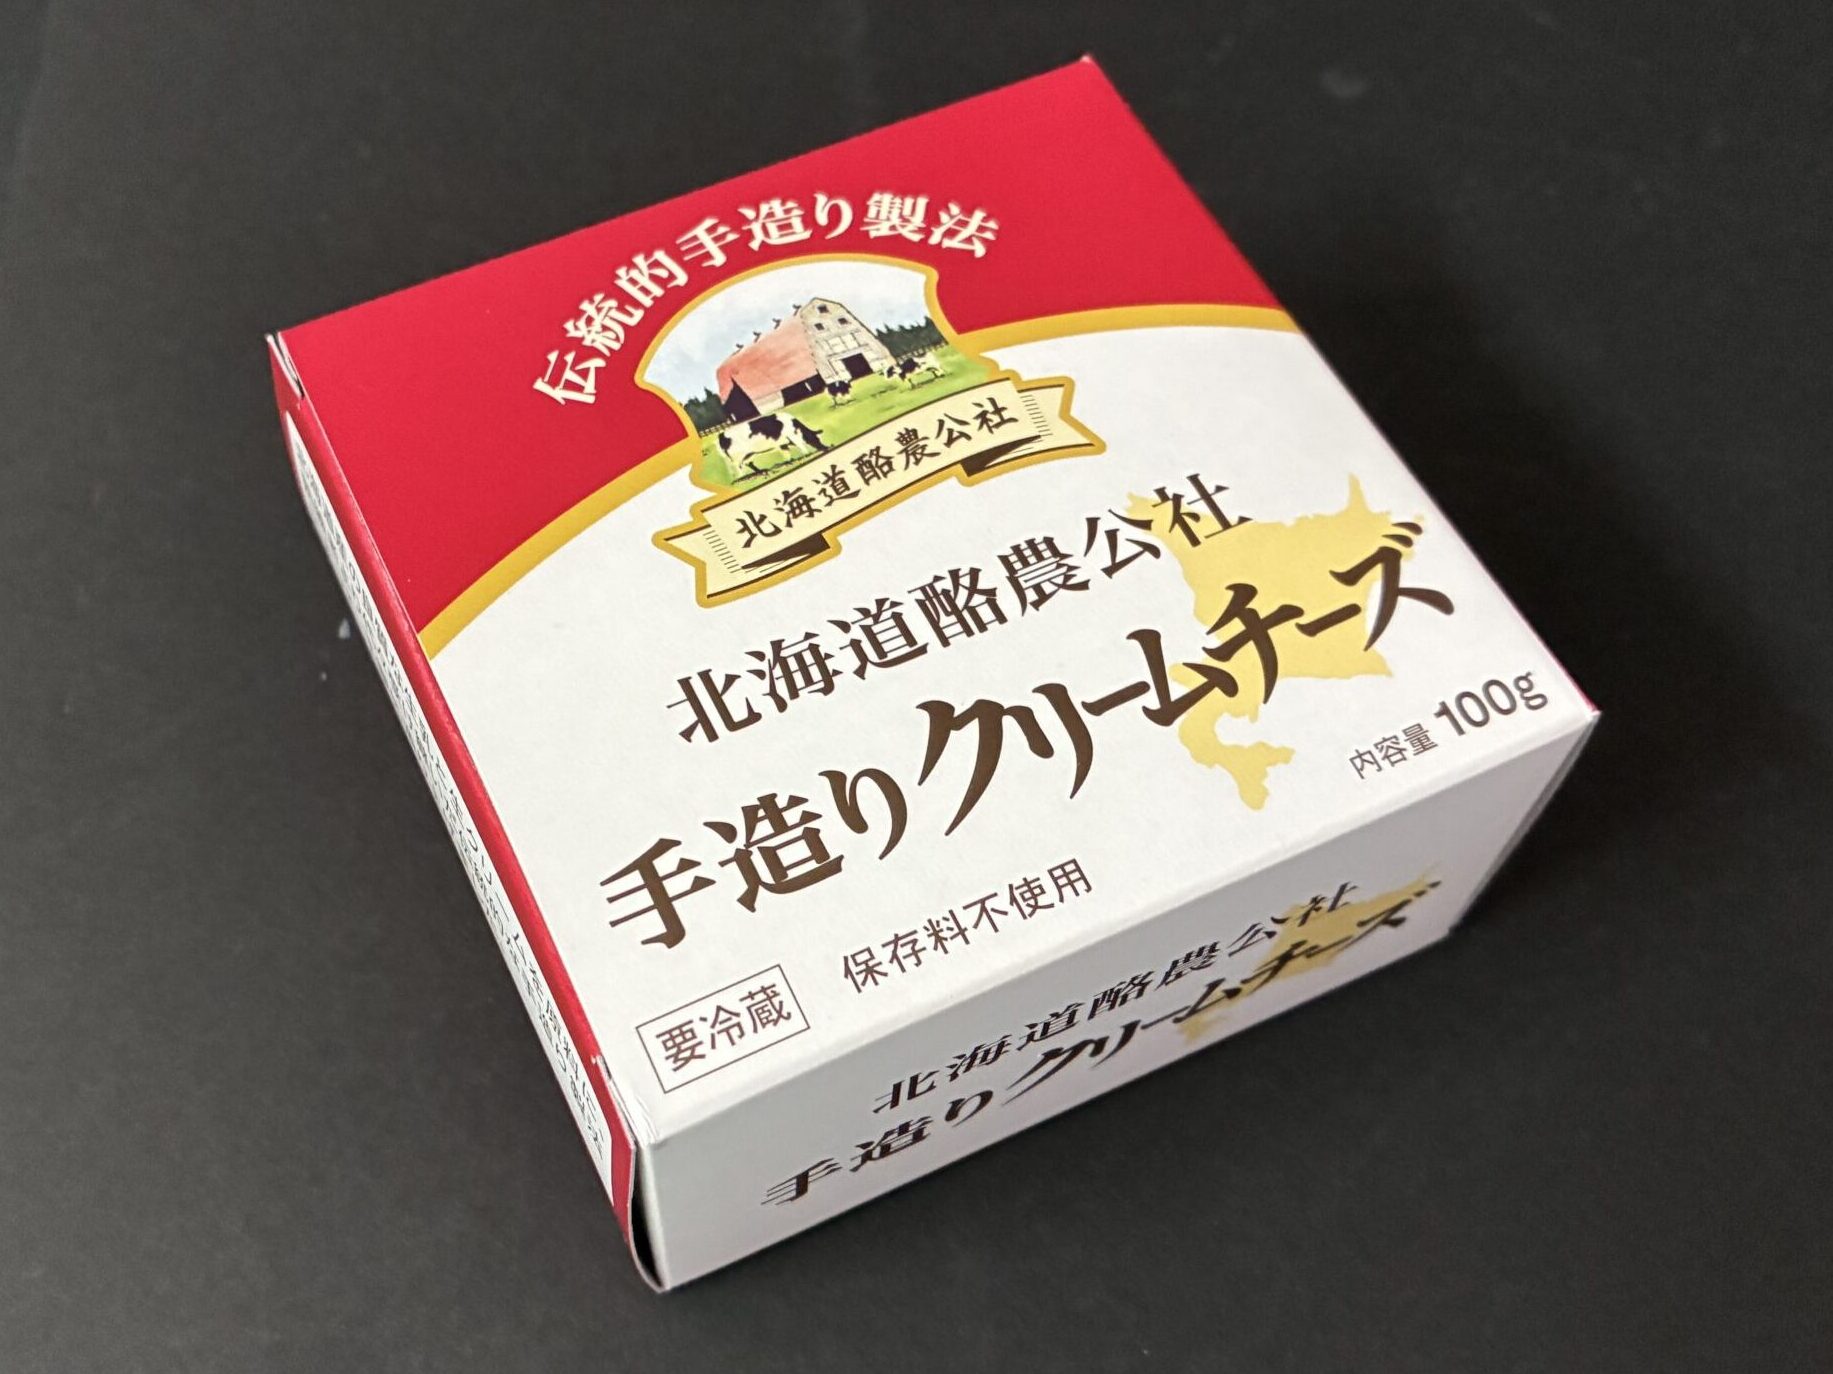 伝統的手造り製法
北海道酪農公社
北海道酪農公社
手造りクリームチーズ
内容量 100g
保存料不使用
要冷蔵
北海道酪農公社
手造りクリームチーズ